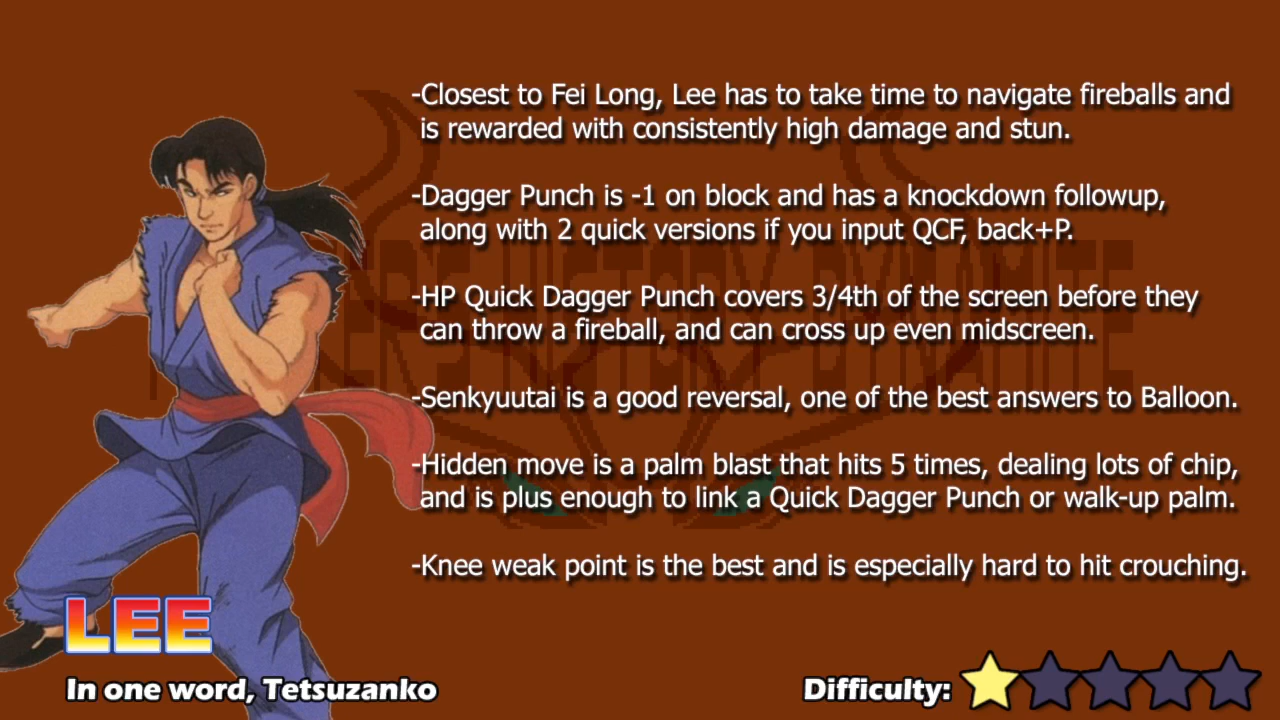 -Closest to Fei Long, Lee has to take time to navigate fireballs and
is rewarded with consistently high damage and stun.
-Dagger Punch is -1 on block and has a knockdown followup,
along with 2 quick versions if you input QCF, back+P.
-HP Quick Dagger Punch covers 3/4th of the screen before they
can throw a fireball, and can cross up even midscreen.
-Senkyuutai is a good reversal, one of the best answers to Balloon.
-Hidden move is a palm blast that hits 5 times, dealing lots of chip,
and is plus enough to link a Quick Dagger Punch or walk-up palm.
-Knee weak point is the best and is especially hard to hit crouching.
LEE
In one word, Tetsuzanko
Difficulty: